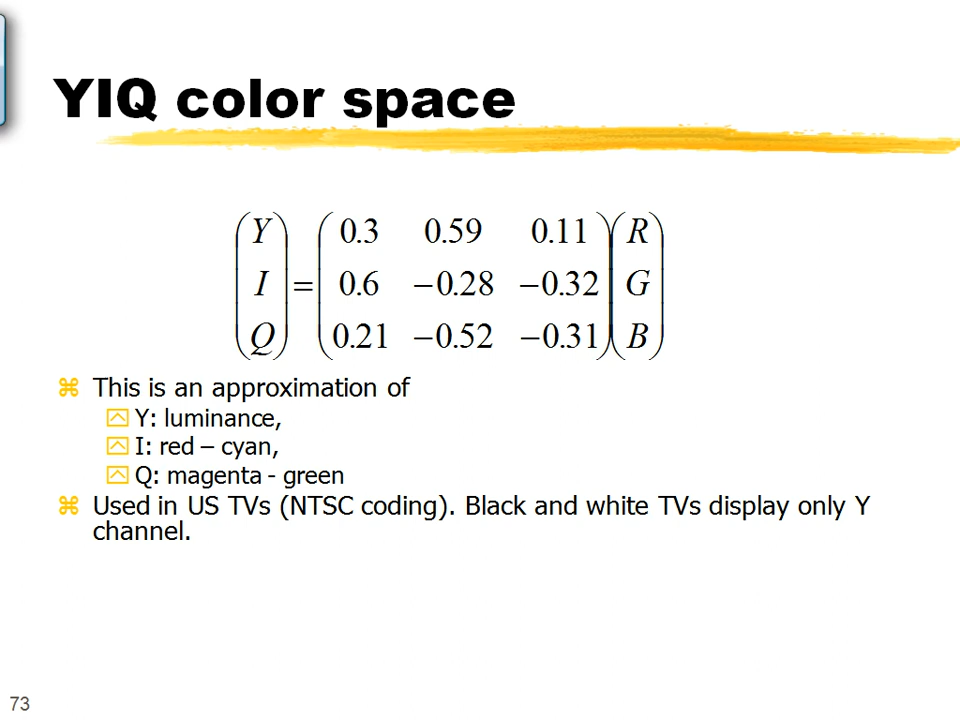 YIQ color space
Y 0.3 0.59 0.11 R
I = 0.6 −0.28 −0.32 G
Q 0.21 −0.52 −0.31 B
This is an approximation of
Y: luminance,
I: red – cyan,
Q: magenta - green
Used in US TVs (NTSC coding). Black and white TVs display only Y
channel.
73